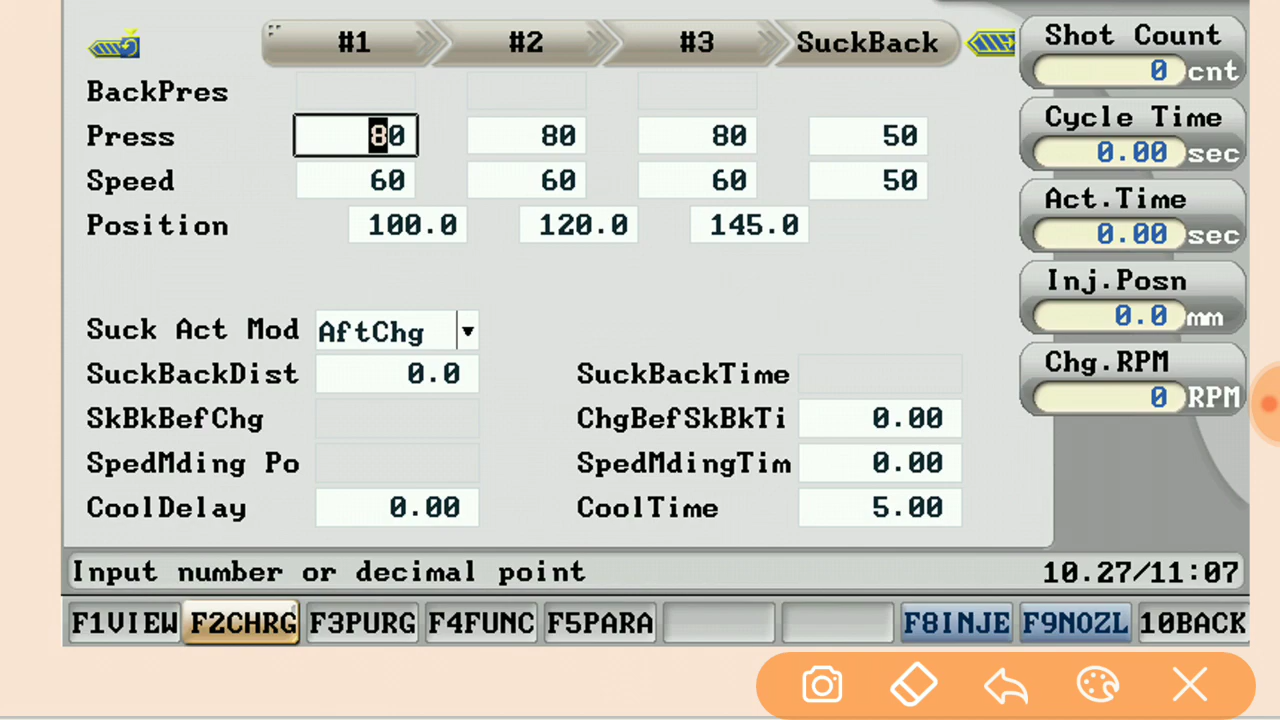 #1 #2 #3 SuckBack
BackPres
Press 80 80 80 50
Speed 60 60 60 50
Position 100.0 120.0 145.0
Suck Act Mod AftChg
SuckBackDist 0.0 SuckBackTime
SkBkBefChg ChgBefSkBkTi 0.00
SpedMding Po SpedMdingTim 0.00
CoolDelay 0.00 CoolTime 5.00
Shot Count
0 cnt
Cycle Time
0.00 sec
Act.Time
0.00 sec
Inj.Posn
0.0 mm
Chg.RPM
0 RPM
Input number or decimal point 10.27/11:07
F1VIEW F2CHRG F3PURG F4FUNC F5PARA F8INJE F9NOZL 10BACK